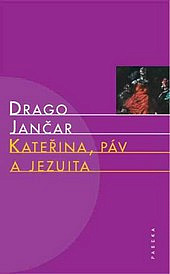 DRAGO
JANČAR
KATEŘINA, PÁV
A JEZUITA
PASEKA